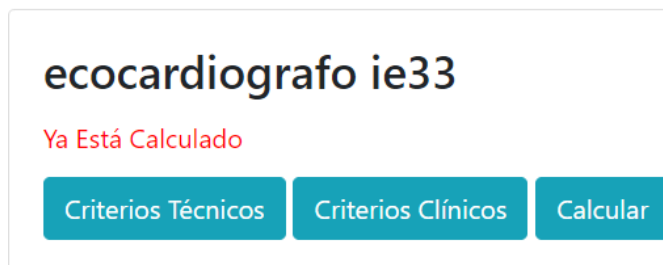 ecocardiografo ie33
Ya Está Calculado
Criterios Técnicos Criterios Clínicos Calcular